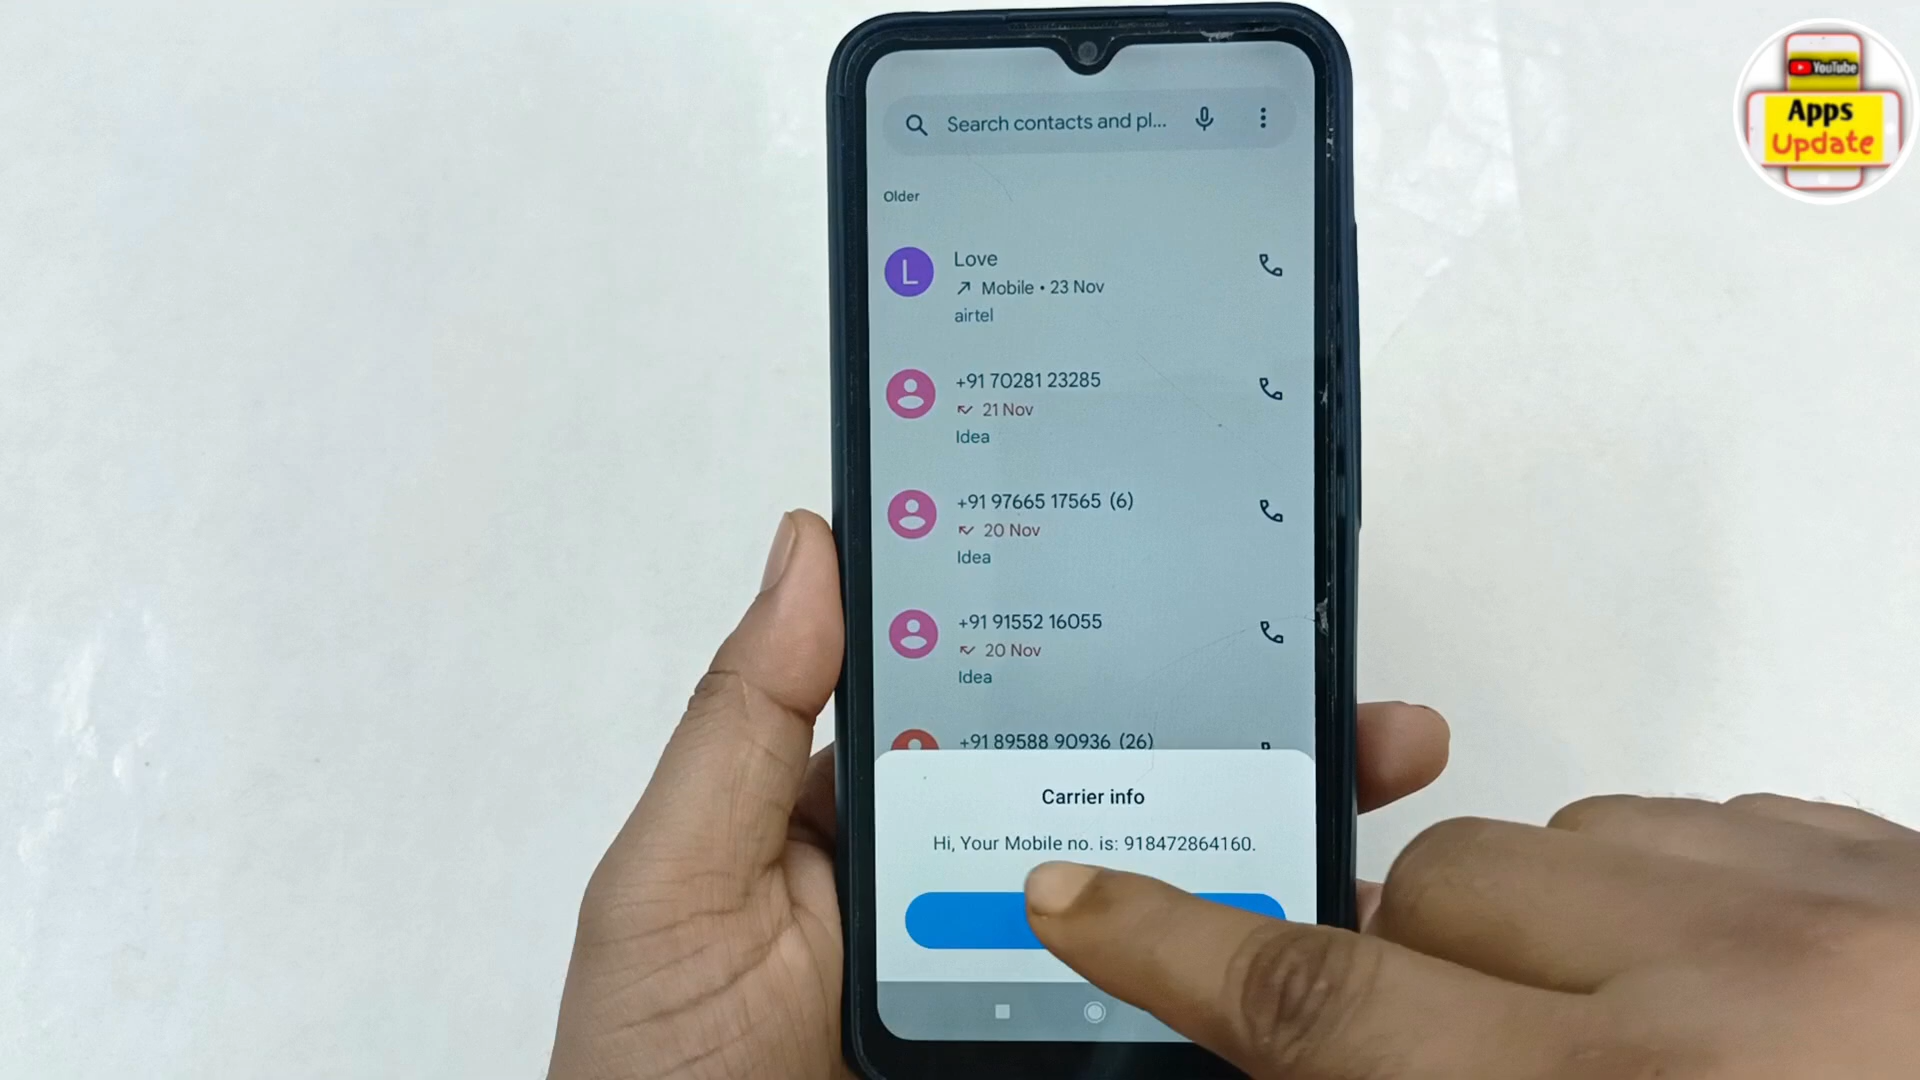 YouTube
Apps
Update
Search contacts and pl...
Older
L
Love
Mobile • 23 Nov
airtel
+91 70281 23285
21 Nov
Idea
+91 97665 17565 (6)
20 Nov
Idea
+91 91552 16055
20 Nov
Idea
+91 89588 90936 (26)
Carrier info
Hi, Your Mobile no. is: 918472864160.